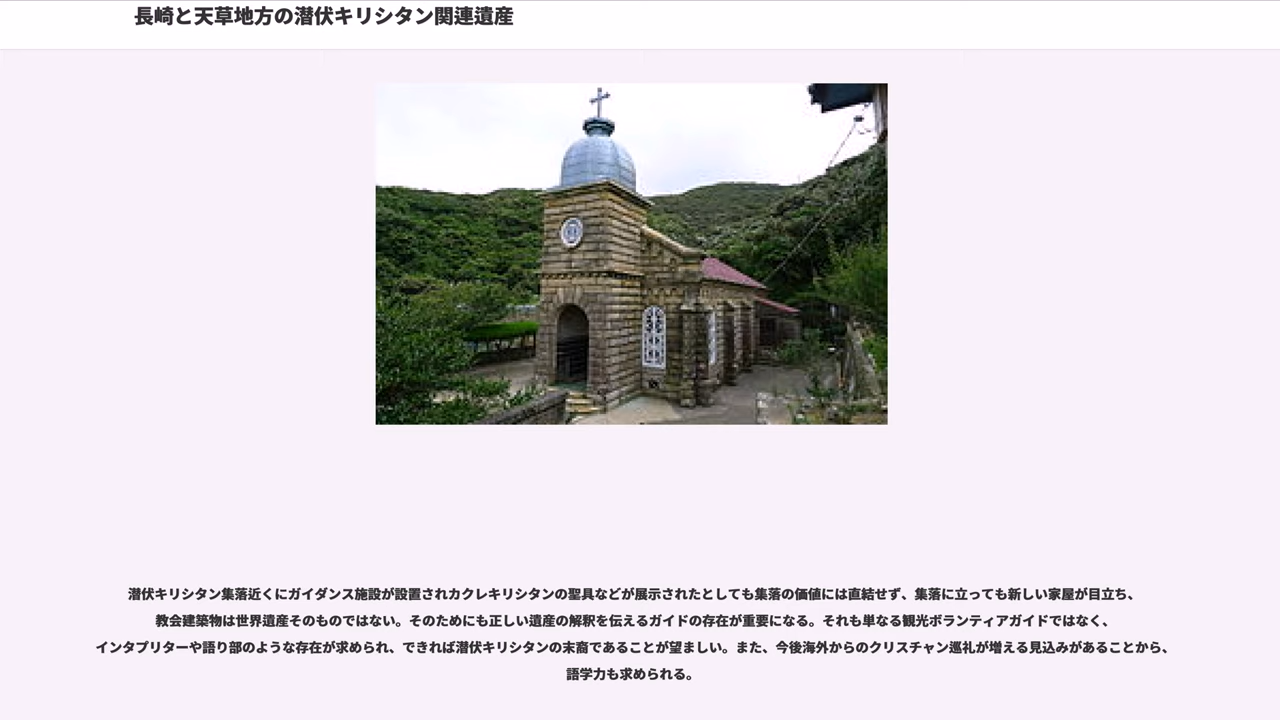 長崎と天草地方の潜伏キリシタン関連遺産
潜伏キリシタン集落近くにガイダンス施設が設置されカクレキリシタンの聖具などが展示されたとしても集落の価値には直結せず、集落に立っても新しい家屋が目立ち、
教会建築物は世界遺産そのものではない。そのためにも正しい遺産の解釈を伝えるガイドの存在が重要になる。それも単なる観光ボランティアガイドではなく、
インタプリターや語り部のような存在が求められ、できれば潜伏キリシタンの末裔であることが望ましい。また、今後海外からのクリスチャン巡礼が増える見込みがあることから、
語学力も求められる。